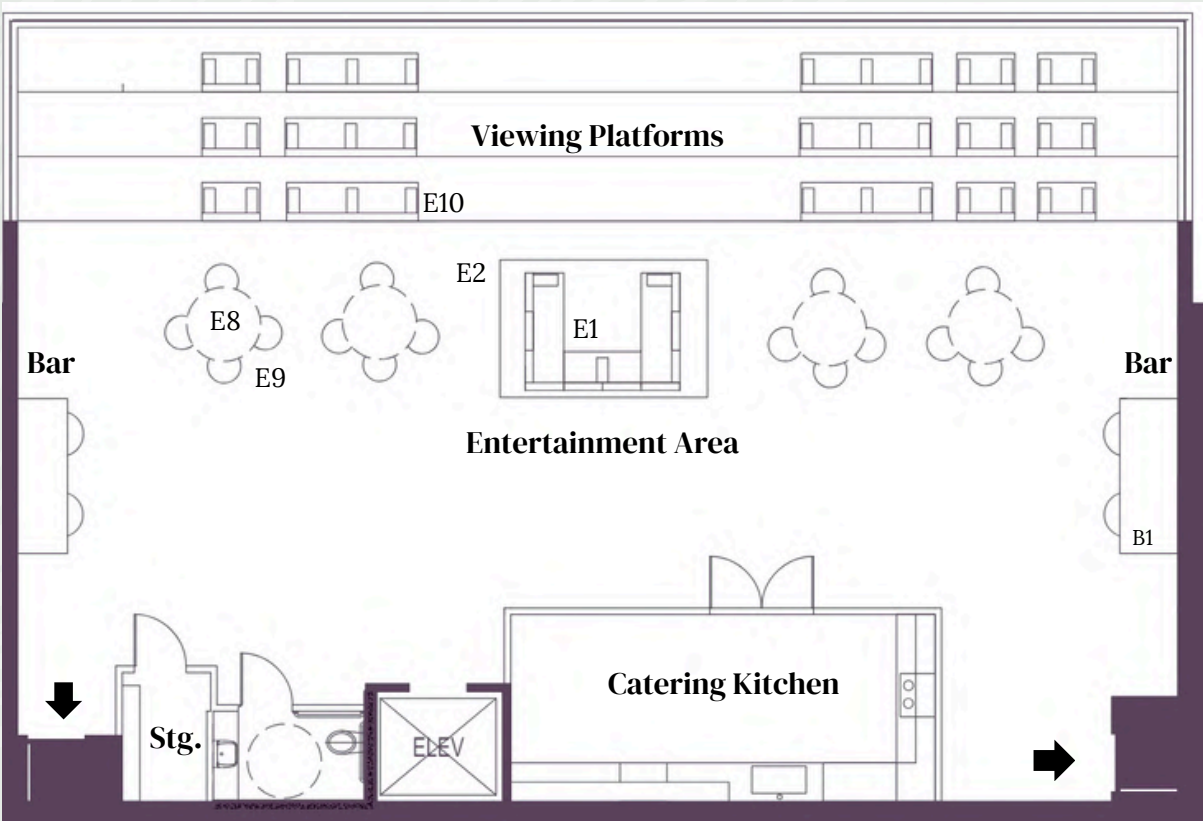 Viewing Platforms
E10
E2
E8
E1
E9
Bar
Bar
Entertainment Area
B1
Catering Kitchen
Stg.
ELEV